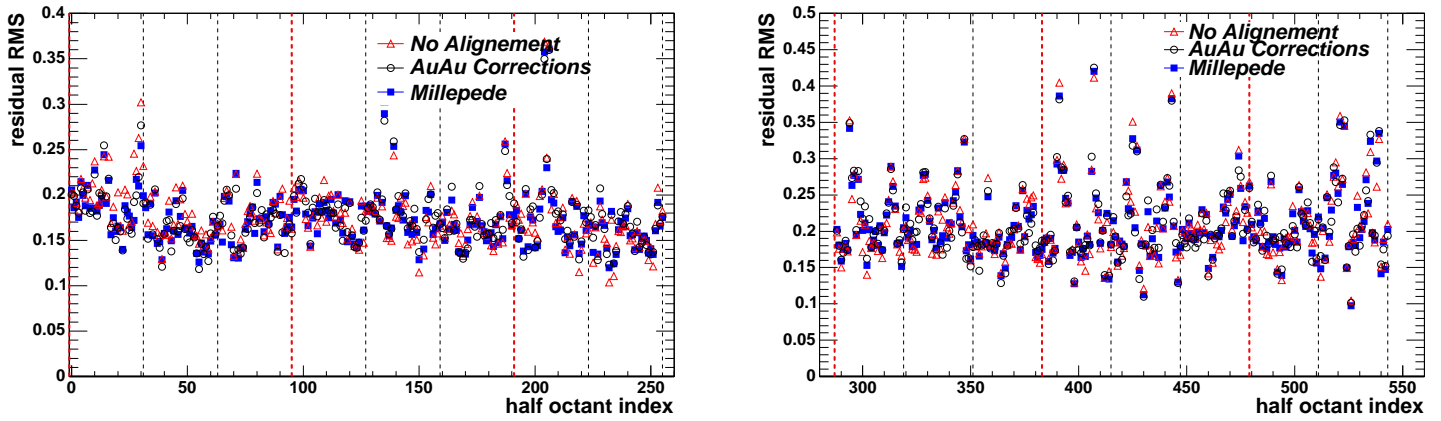 residual RMS
0.4
0.35
0.3
0.25
0.2
0.15
0.1
0.05
0
No Alignement
AuAu Corrections
Millepede
0 50 100 150 200 250
half octant index
residual RMS
0.5
0.45
0.4
0.35
0.3
0.25
0.2
0.15
0.1
0.05
0
No Alignement
AuAu Corrections
Millepede
300 350 400 450 500 550
half octant index